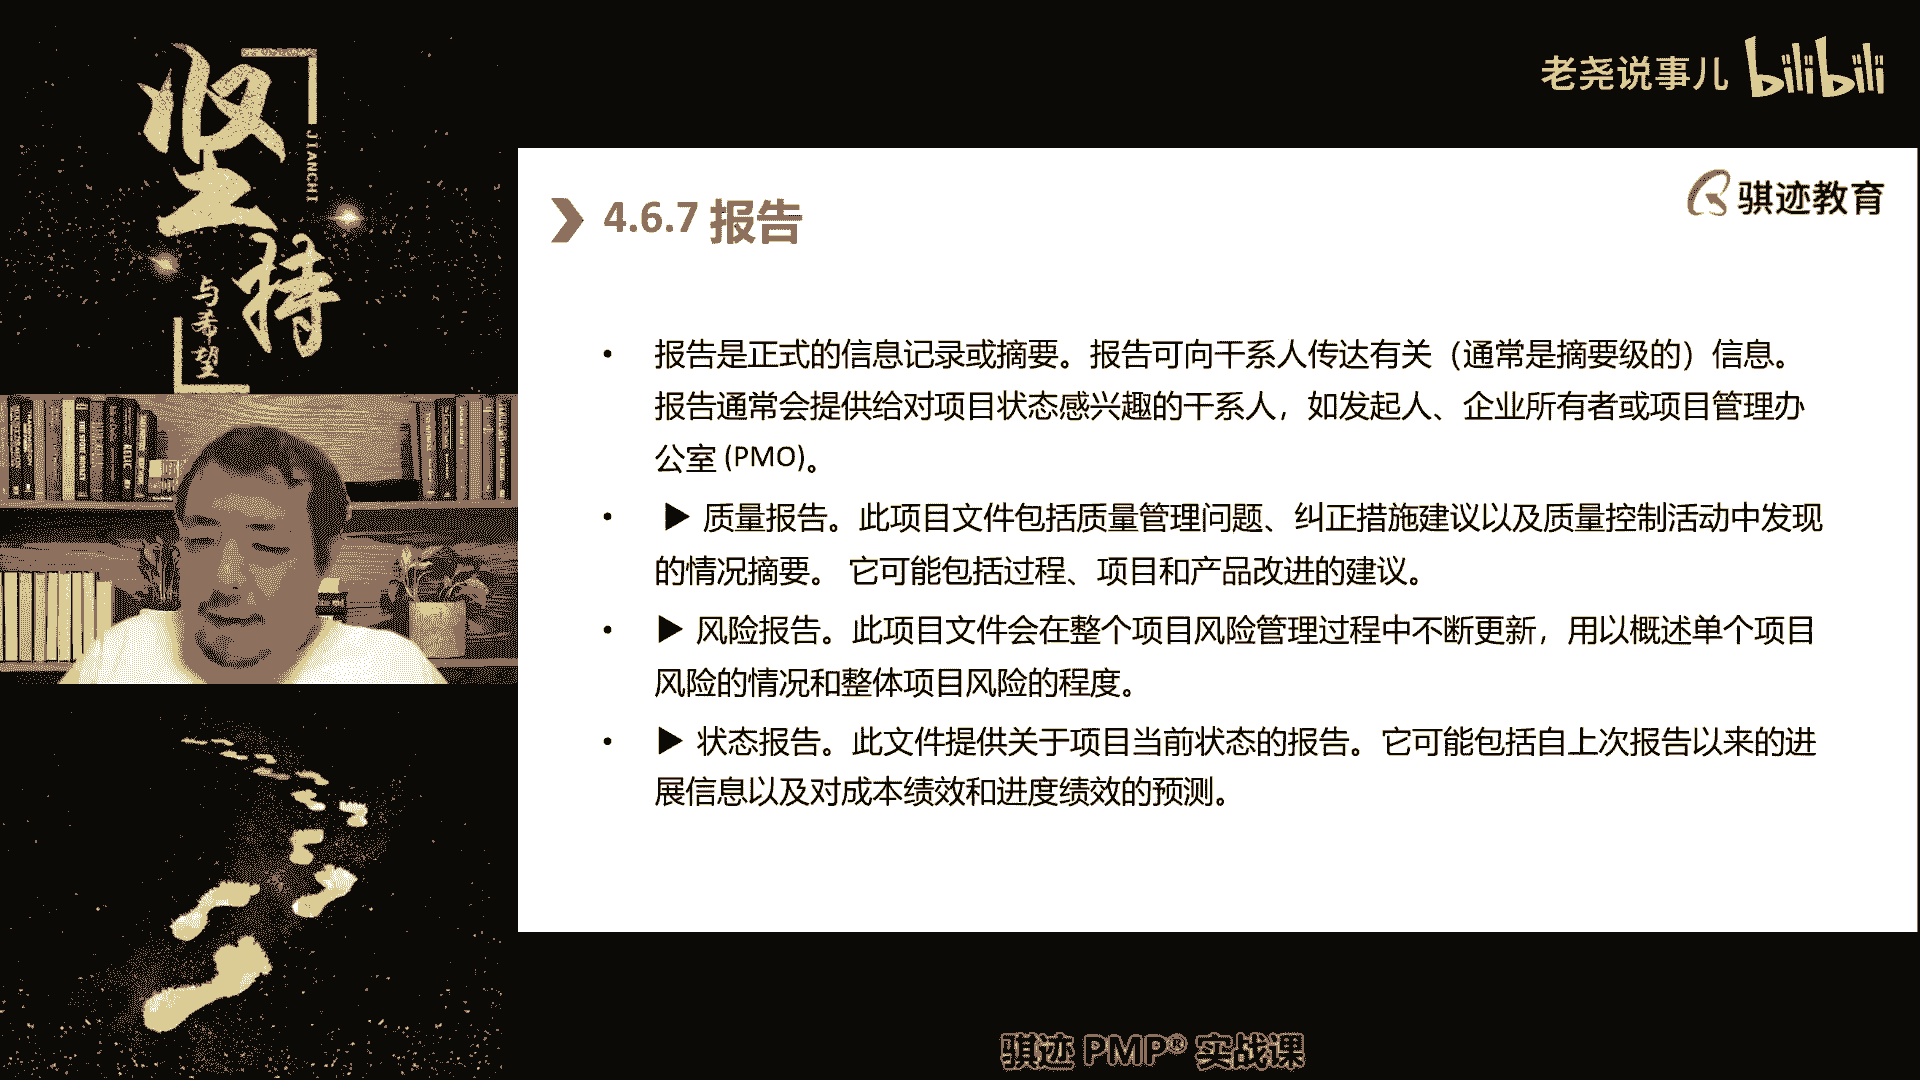 坚持
JIANCHI
与希望
老尧说事儿 bilibili
骐迹教育
4.6.7 报告
• 报告是正式的信息记录或摘要。报告可向干系人传达有关（通常是摘要级的）信息。
报告通常会提供给对项目状态感兴趣的干系人，如发起人、企业所有者或项目管理办
公室 (PMO)。
• ▶ 质量报告。此项目文件包括质量管理问题、纠正措施建议以及质量控制活动中发现
的情况摘要。 它可能包括过程、项目和产品改进的建议。
• ▶ 风险报告。此项目文件会在整个项目风险管理过程中不断更新，用以概述单个项目
风险的情况和整体项目风险的程度。
• ▶ 状态报告。此文件提供关于项目当前状态的报告。它可能包括自上次报告以来的进
展信息以及对成本绩效和进度绩效的预测。
骐迹 PMP® 实战课